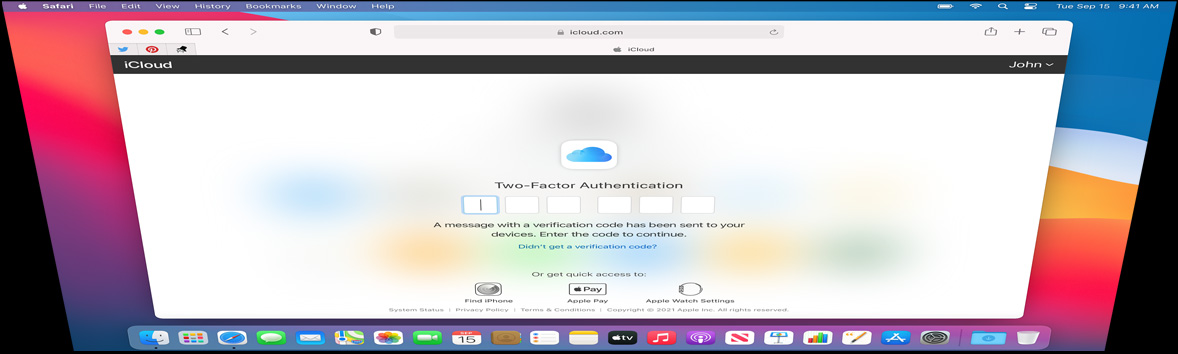 Safari File Edit View History Bookmarks Window Help Tue Sep 15 9:41 AM
icloud.com
iCloud
iCloud John
Two-Factor Authentication
A message with a verification code has been sent to your
devices. Enter the code to continue.
Didn't get a verification code?
Or get quick access to:
Pay
Find iPhone Apple Pay Apple Watch Settings
System Status | Privacy Policy | Terms & Conditions | Copyright © 2021 Apple Inc. All rights reserved.
SEP
15
tv